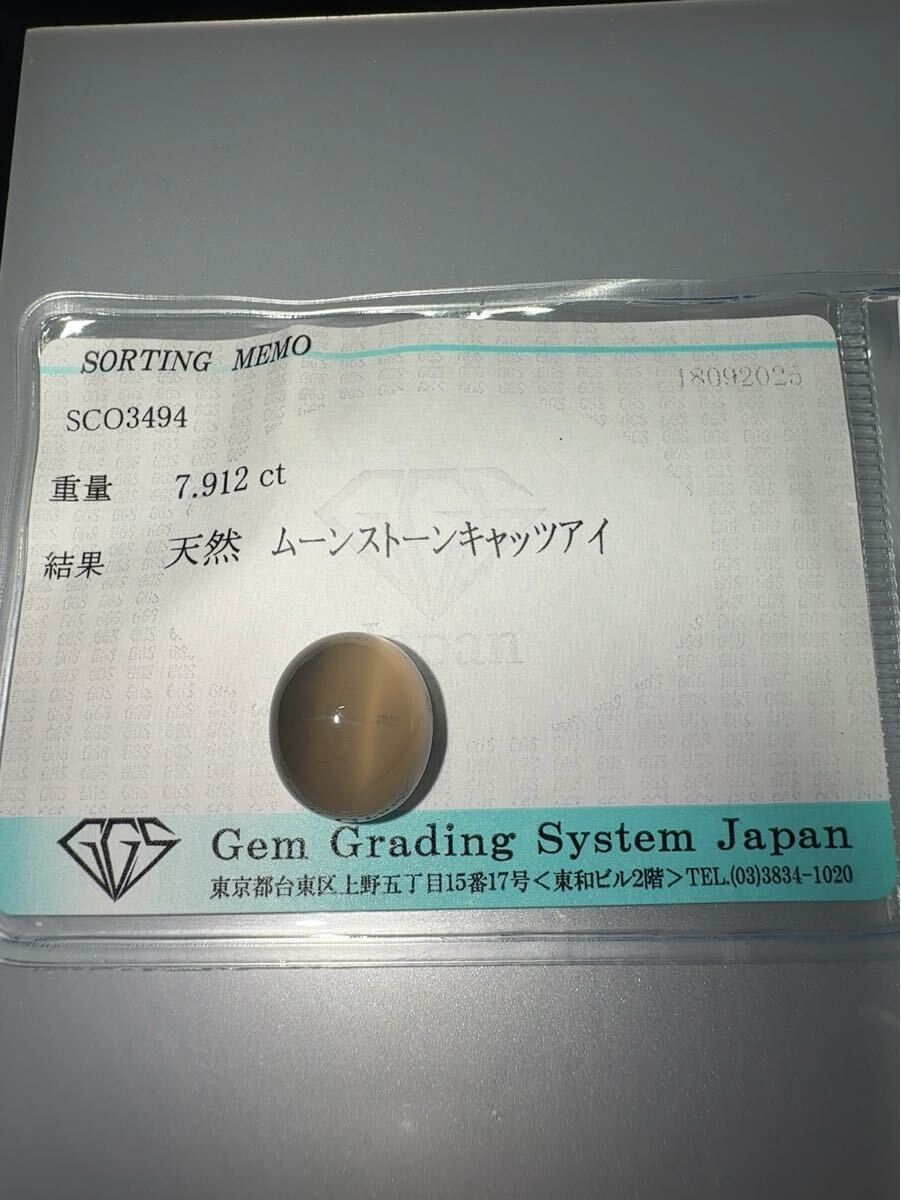 SORTING MEMO
18092025
SCO3494
重量 7.912 ct
結果 天然 ムーンストーンキャッツアイ
GGS
Japan
GGS Gem Grading System Japan
東京都台東区上野五丁目15番17号<東和ビル2階>TEL.(03)3834-1020